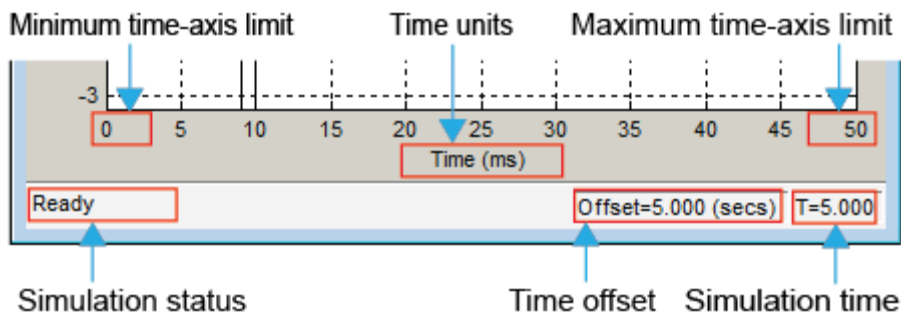 Minimum time-axis limit Time units Maximum time-axis limit
-3
0 5 10 15 20 25 30 35 40 45 50
Time (ms)
Ready Offset=5.000 (secs) T=5.000
Simulation status Time offset Simulation time